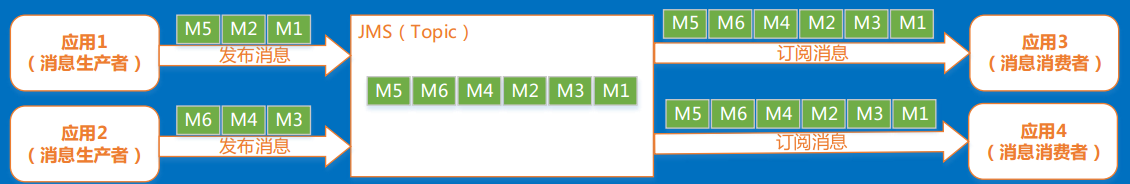 应用1
（消息生产者）
M5 M2 M1
发布消息
应用2
（消息生产者）
M6 M4 M3
发布消息
JMS（Topic）
M5 M6 M4 M2 M3 M1
M5 M6 M4 M2 M3 M1
订阅消息
应用3
（消息消费者）
M5 M6 M4 M2 M3 M1
订阅消息
应用4
（消息消费者）